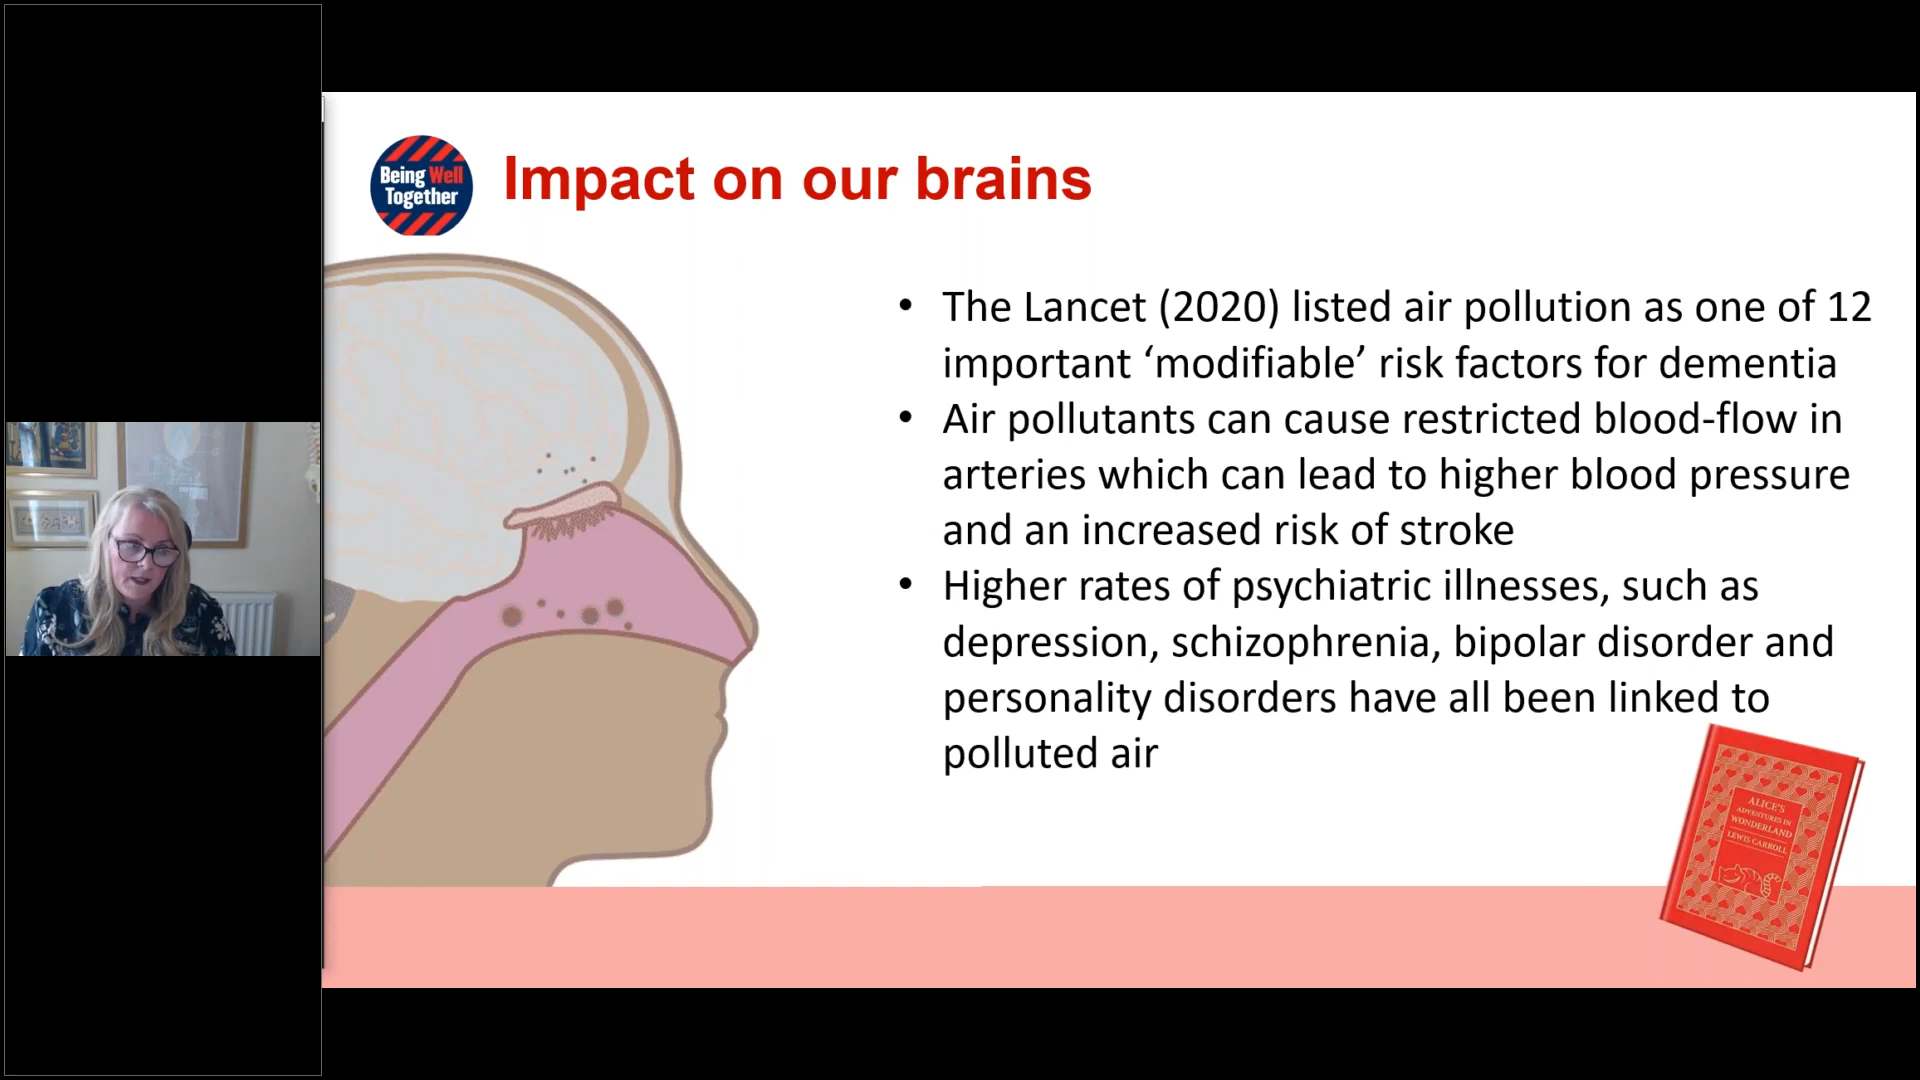 Being Well
Together
Impact on our brains
• The Lancet (2020) listed air pollution as one of 12
important ‘modifiable’ risk factors for dementia
• Air pollutants can cause restricted blood-flow in
arteries which can lead to higher blood pressure
and an increased risk of stroke
• Higher rates of psychiatric illnesses, such as
depression, schizophrenia, bipolar disorder and
personality disorders have all been linked to
polluted air
ALICE'S
ADVENTURES IN
WONDERLAND
LEWIS CARROLL